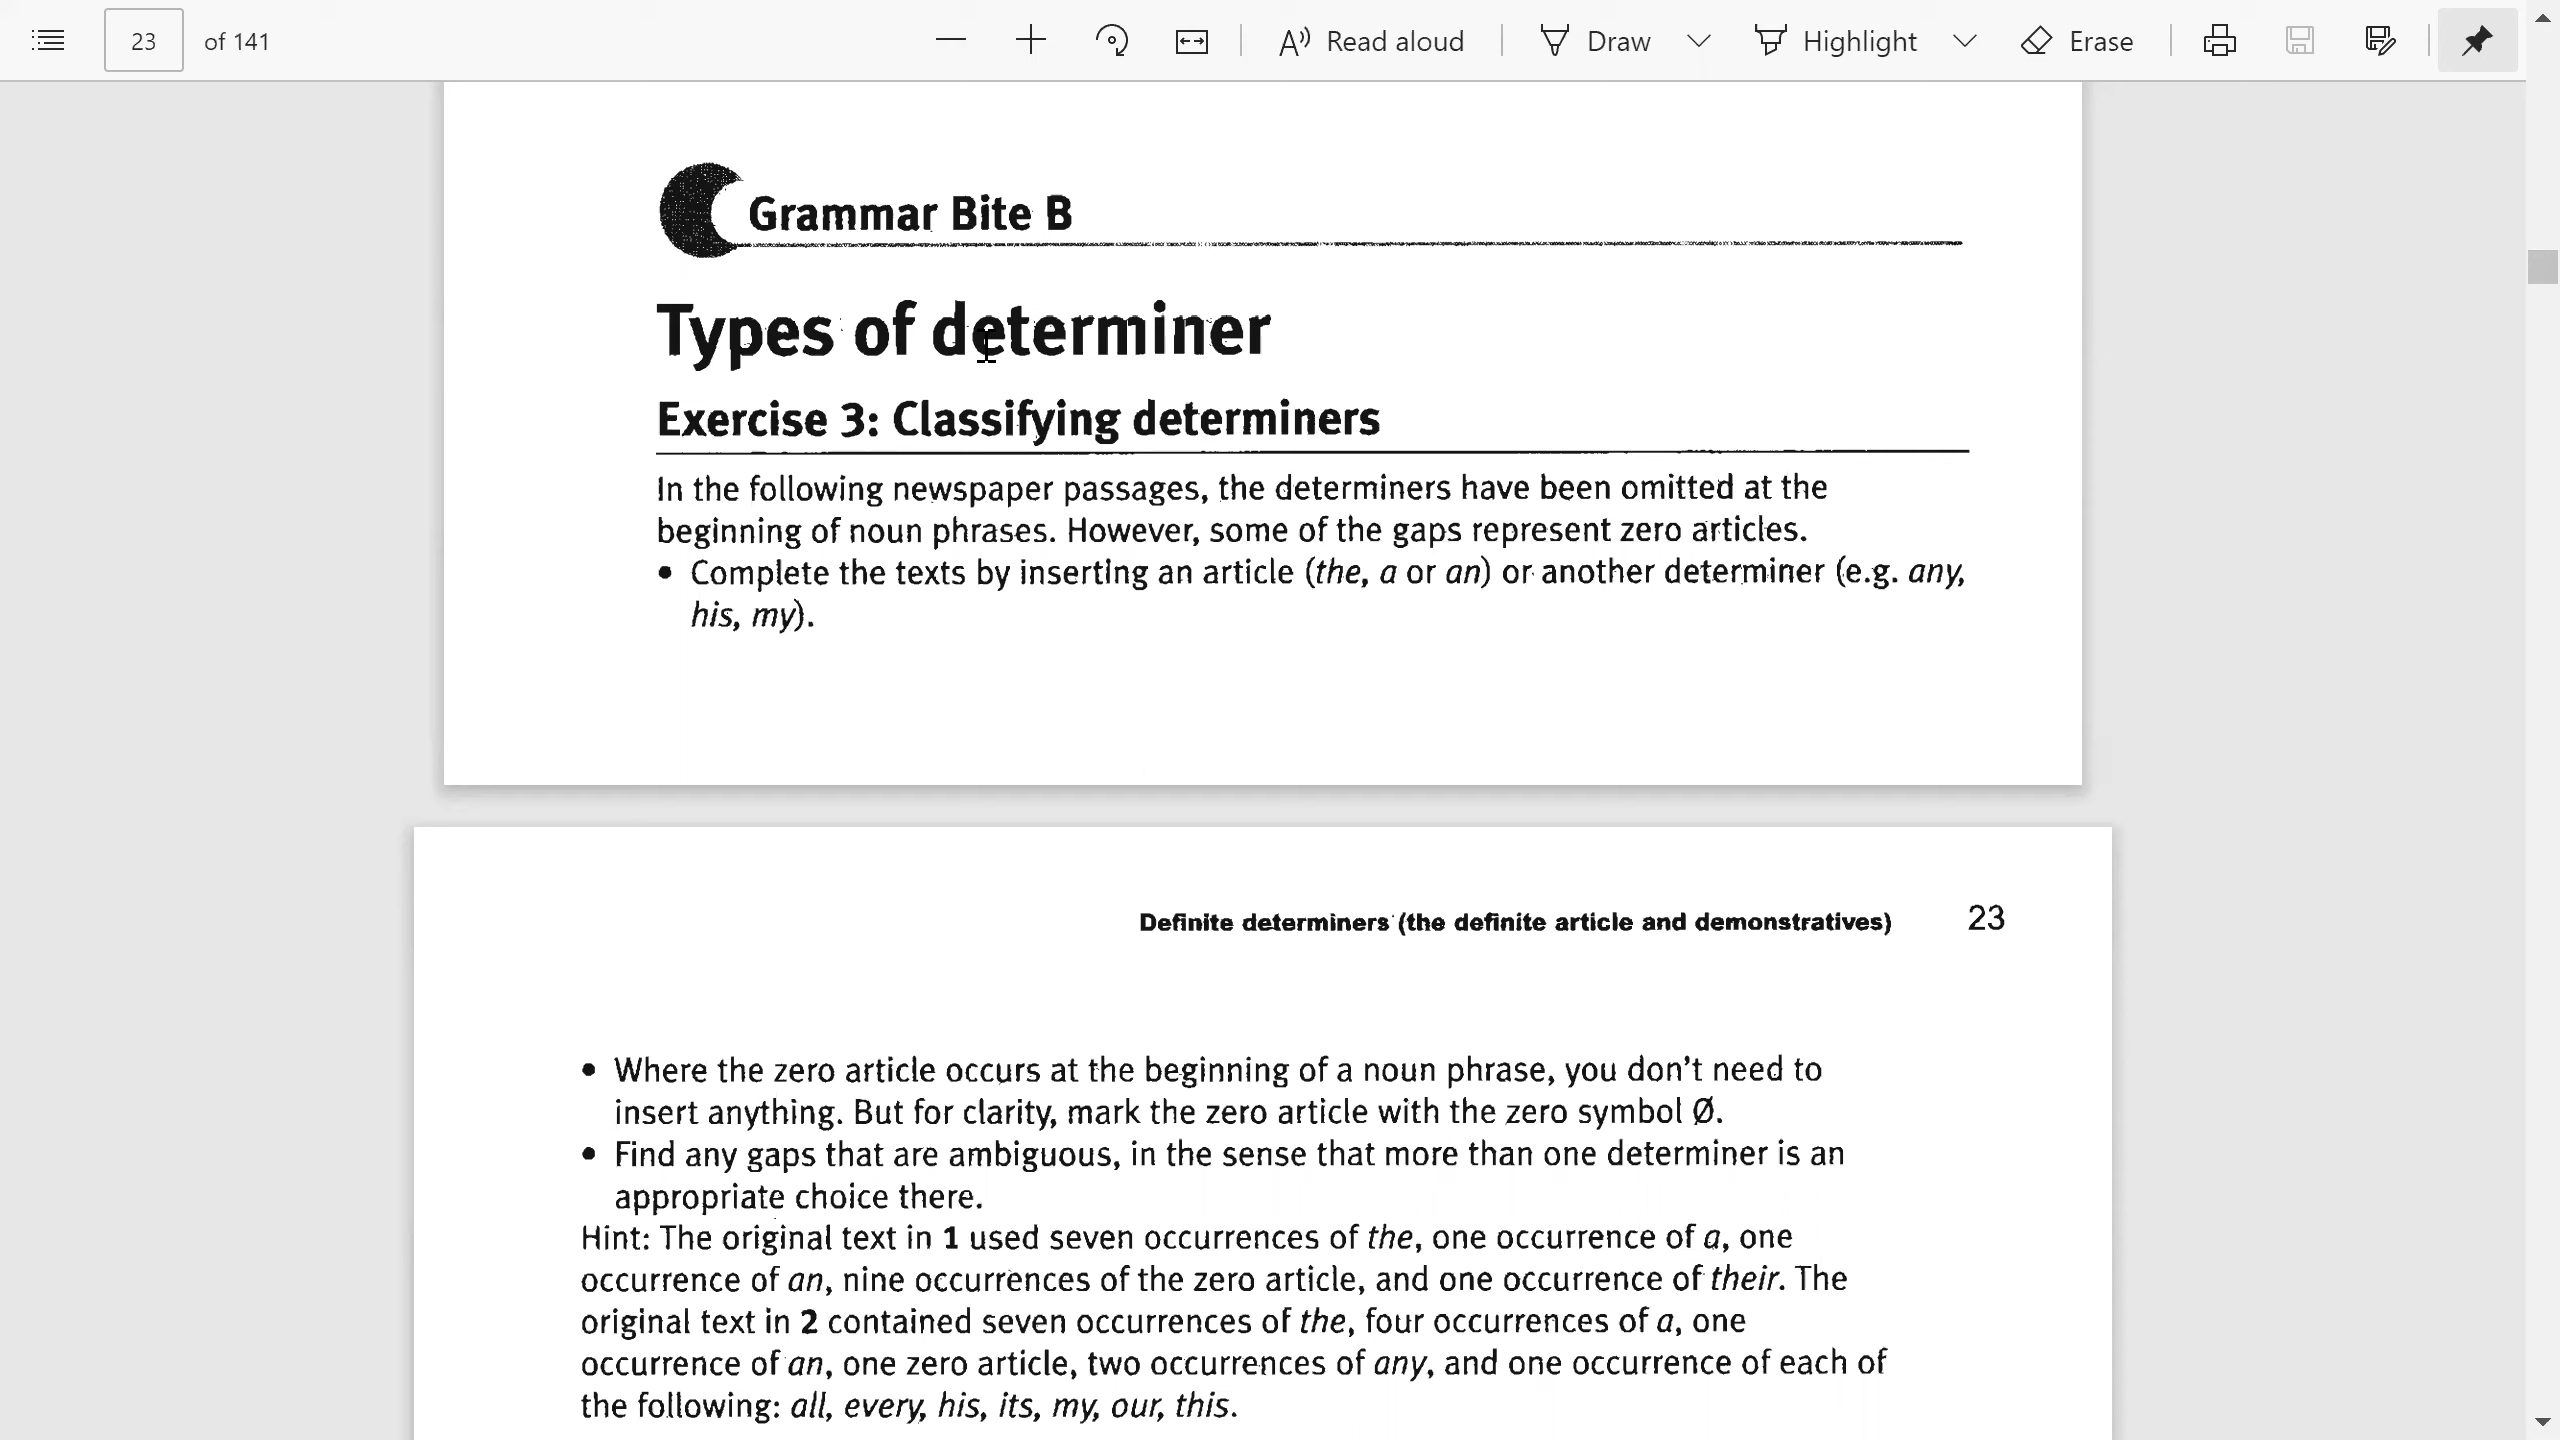 23 of 141 Read aloud Draw Highlight Erase
Grammar Bite B
Types of determiner
Exercise 3: Classifying determiners
In the following newspaper passages, the determiners have been omitted at the
beginning of noun phrases. However, some of the gaps represent zero articles.
• Complete the texts by inserting an article (the, a or an) or another determiner (e.g. any,
his, my).
Definite determiners (the definite article and demonstratives) 23
• Where the zero article occurs at the beginning of a noun phrase, you don't need to
insert anything. But for clarity, mark the zero article with the zero symbol Ø.
• Find any gaps that are ambiguous, in the sense that more than one determiner is an
appropriate choice there.
Hint: The original text in 1 used seven occurrences of the, one occurrence of a, one
occurrence of an, nine occurrences of the zero article, and one occurrence of their. The
original text in 2 contained seven occurrences of the, four occurrences of a, one
occurrence of an, one zero article, two occurrences of any, and one occurrence of each of
the following: all, every, his, its, my, our, this.